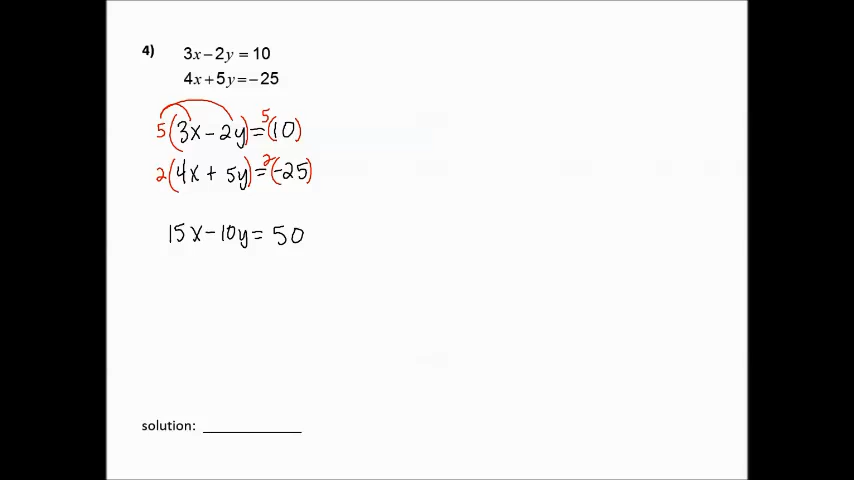 4) 3x – 2y = 10
4x + 5y = – 25
5(3x - 2y) = 5(10)
2(4x + 5y) = 2(-25)
15x - 10y = 50
solution: ____________